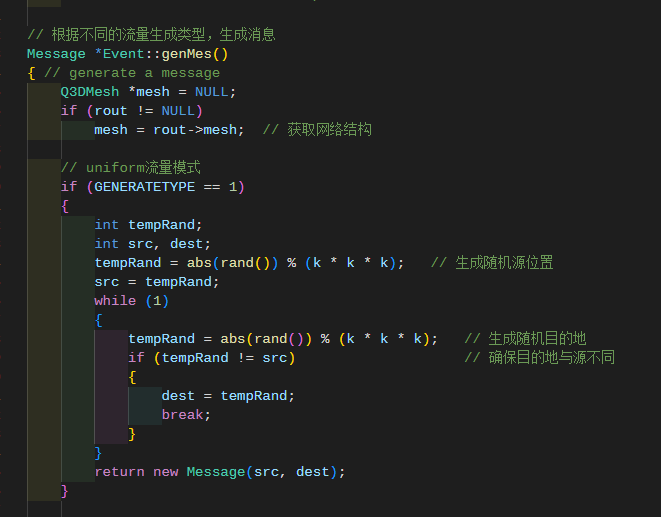 // 根据不同的流量生成类型，生成消息
Message *Event::genMes()
{ // generate a message
Q3DMesh *mesh = NULL;
if (rout != NULL)
mesh = rout->mesh;  // 获取网络结构
// uniform流量模式
if (GENERATETYPE == 1)
{
int tempRand;
int src, dest;
tempRand = abs(rand()) % (k * k * k);   // 生成随机源位置
src = tempRand;
while (1)
{
tempRand = abs(rand()) % (k * k * k);   // 生成随机目的地
if (tempRand != src)                    // 确保目的地与源不同
{
dest = tempRand;
break;
}
}
return new Message(src, dest);
}